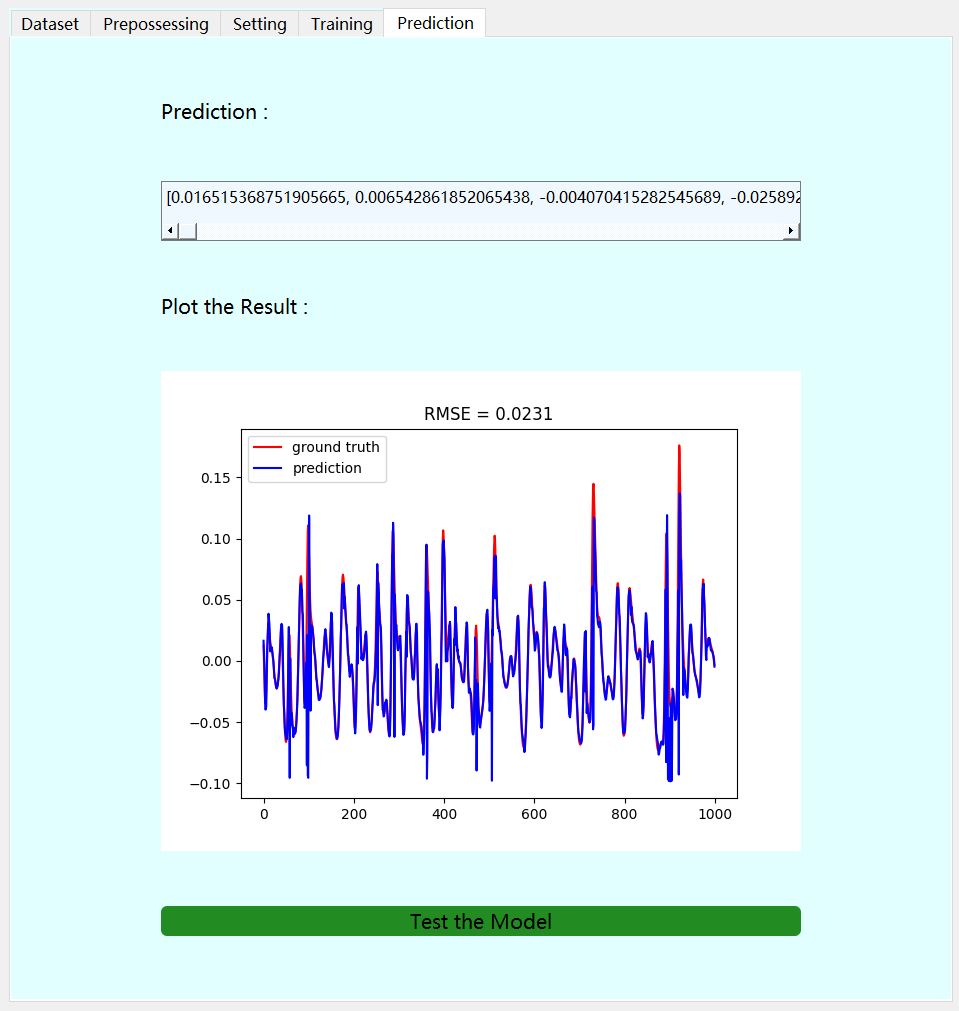 Dataset Prepossessing Setting Training Prediction
Prediction :
[0.016515368751905665, 0.006542861852065438, -0.004070415282545689, -0.025892
Plot the Result :
RMSE = 0.0231
ground truth
prediction
0.15
0.10
0.05
0.00
−0.05
−0.10
0 200 400 600 800 1000
Test the Model